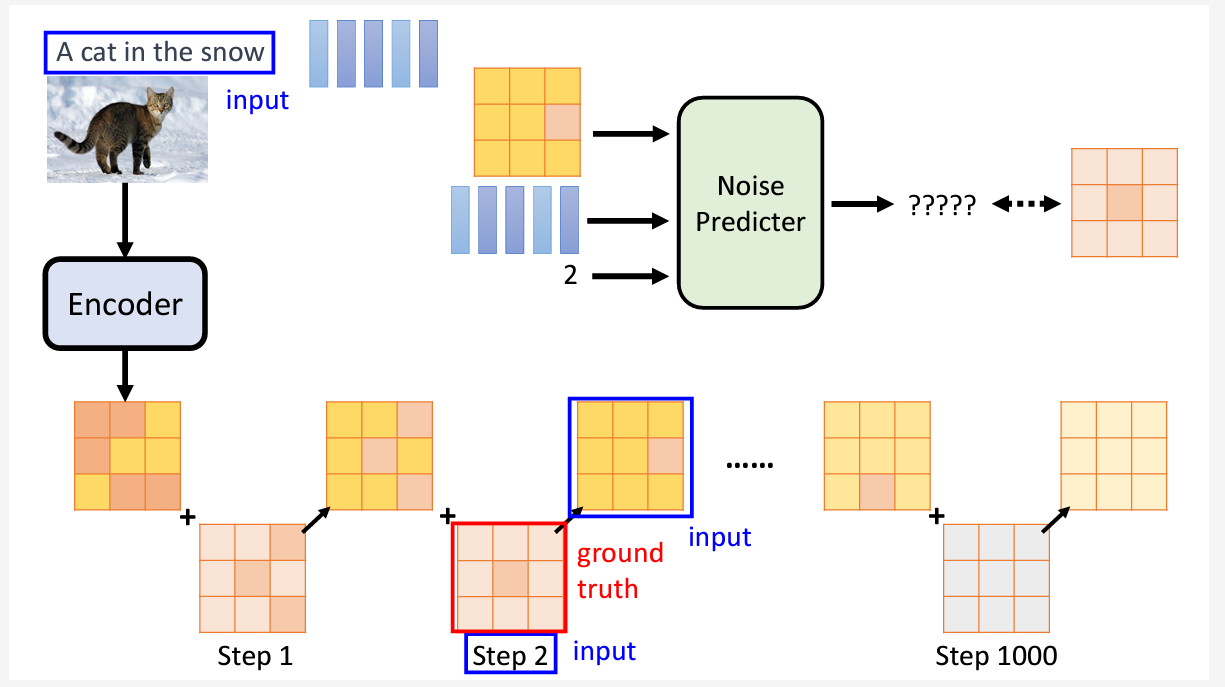 A cat in the snow
input
Noise
Predicter
2
?????
Encoder
+
+
......
+
ground
truth
input
Step 1
Step 2
input
Step 1000